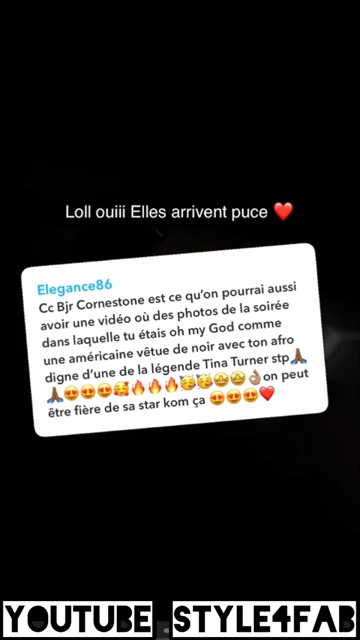 Loll ouiii Elles arrivent puce ❤️
Elegance86
Cc Bjr Cornestone est ce qu'on pourrai aussi
avoir une vidéo où des photos de la soirée
dans laquelle tu étais oh my God comme
une américaine vêtue de noir avec ton afro
digne d'une de la légende Tina Turner stp🙏🏾
🙏🏾😍😍😍🥰🔥🔥🔥🥳🥳🤩🤩👌🏽on peut
être fière de sa star kom ça 😍😍😍❤️
YOUTUBE_STYLE4FAB